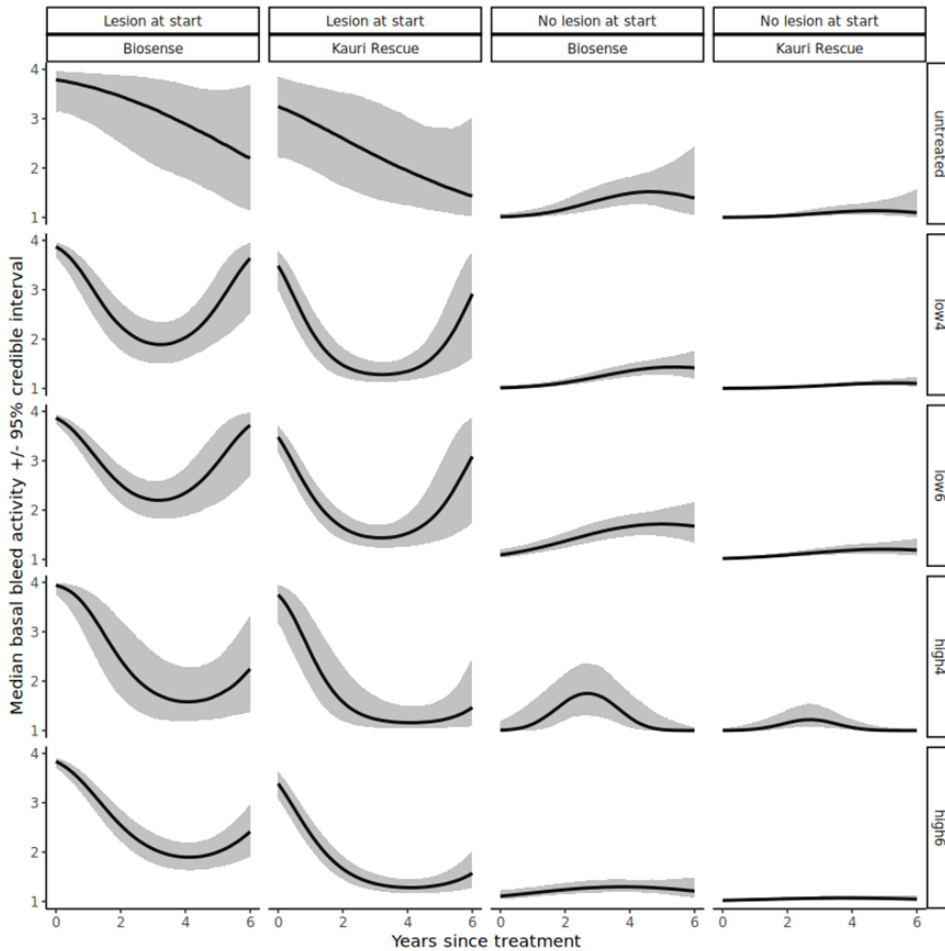 Lesion at start
Lesion at start
No lesion at start
No lesion at start
Biosense
Kauri Rescue
Biosense
Kauri Rescue
4
3
2
1
untreated
4
3
2
1
low4
4
3
2
1
low6
4
3
2
1
high4
4
3
2
1
high6
Median basal bleed activity +/- 95% credible interval
0 2 4 6 0 2 4 6 0 2 4 6 0 2 4 6
Years since treatment